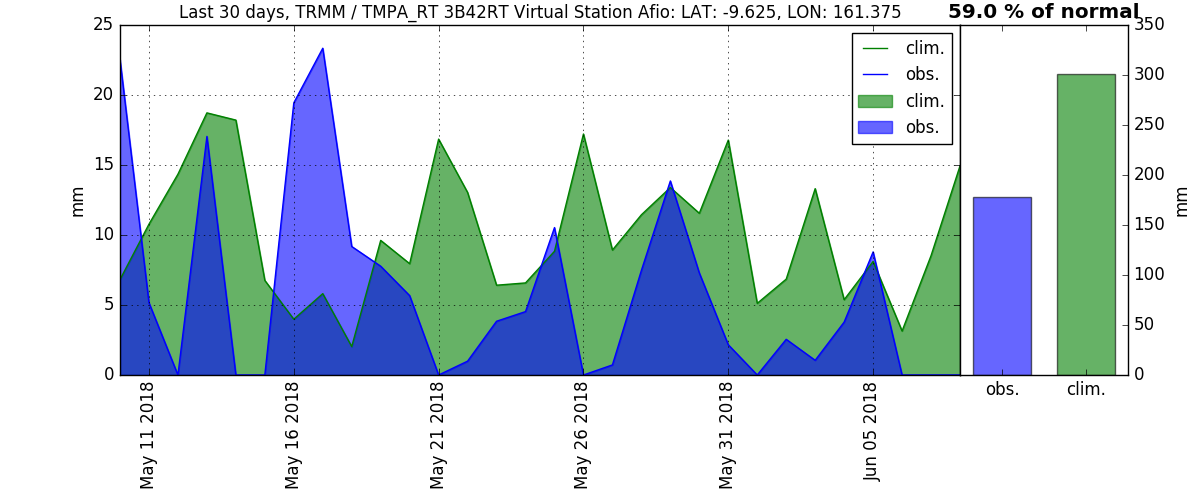 Last 30 days, TRMM / TMPA_RT 3B42RT Virtual Station Afio: LAT: -9.625, LON: 161.375
59.0 % of normal
25
20
15
10
5
0
mm
clim.
obs.
clim.
obs.
350
300
250
200
150
100
50
0
mm
May 11 2018
May 16 2018
May 21 2018
May 26 2018
May 31 2018
Jun 05 2018
obs.
clim.